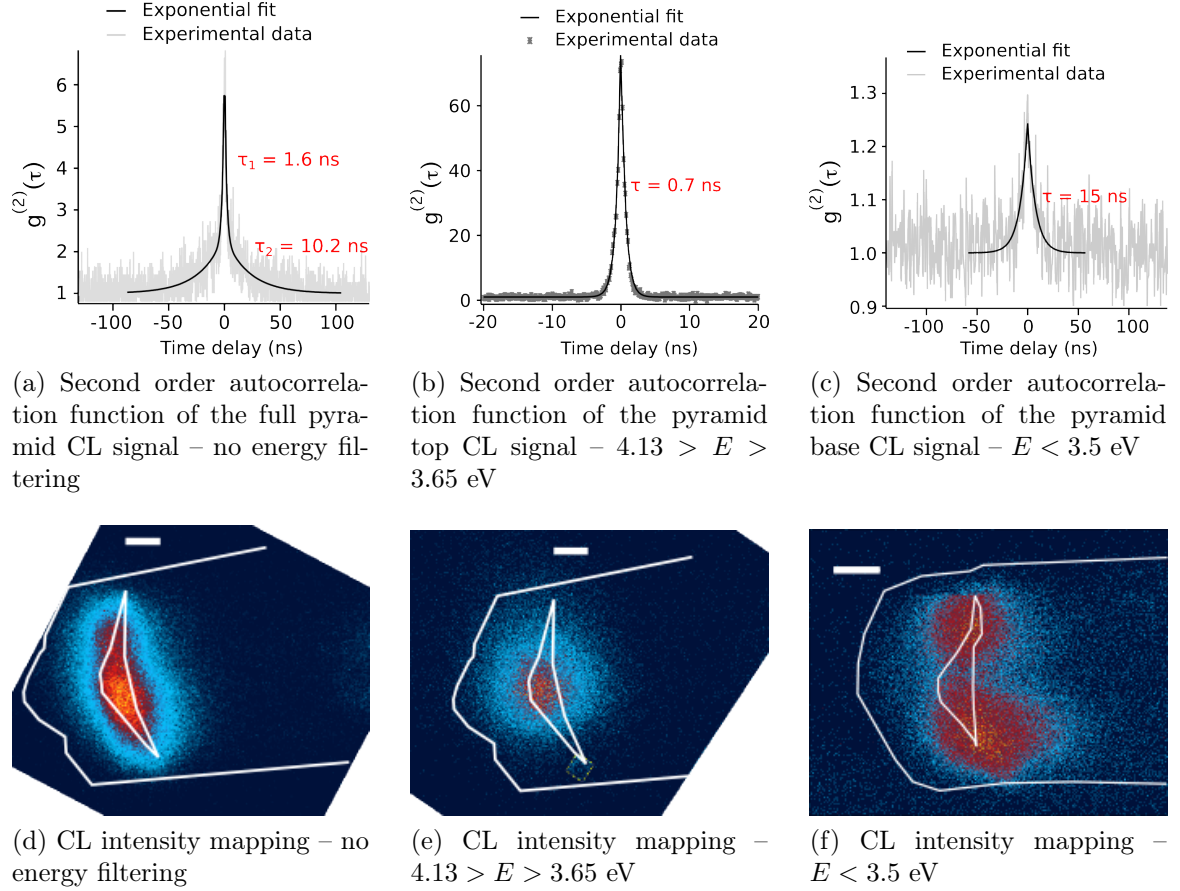 Exponential fit
Experimental data
6
5
4
3
2
1
g(2)(τ)
τ1 = 1.6 ns
τ2 = 10.2 ns
-100 -50 0 50 100
Time delay (ns)
Exponential fit
Experimental data
60
40
20
0
g(2)(τ)
τ = 0.7 ns
-20 -10 0 10 20
Time delay (ns)
Exponential fit
Experimental data
1.3
1.2
1.1
1.0
0.9
g(2)(τ)
τ = 15 ns
-100 -50 0 50 100
Time delay (ns)
(a) Second order autocorrela-
tion function of the full pyra-
mid CL signal – no energy fil-
tering
(b) Second order autocorrela-
tion function of the pyramid
top CL signal – 4.13 > E >
3.65 eV
(c) Second order autocorrela-
tion function of the pyramid
base CL signal – E < 3.5 eV
(d) CL intensity mapping – no
energy filtering
(e) CL intensity mapping –
4.13 > E > 3.65 eV
(f) CL intensity mapping –
E < 3.5 eV